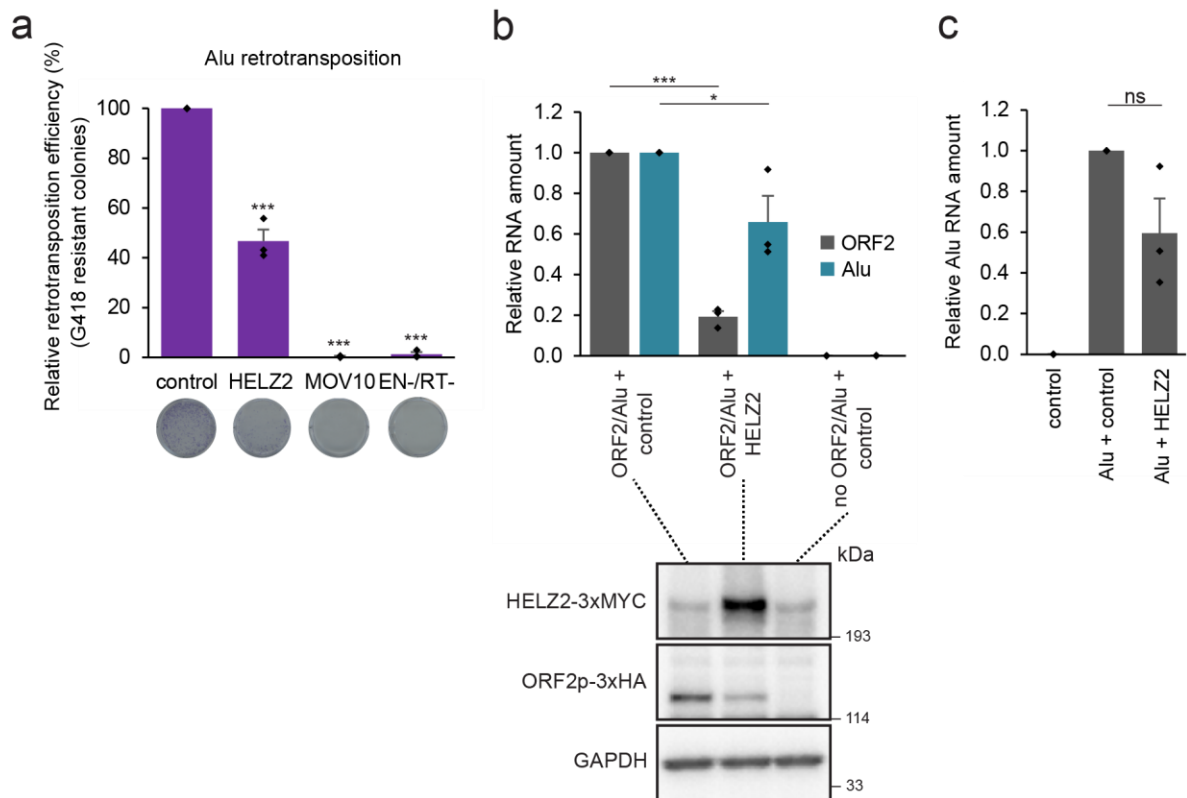 a
Alu retrotransposition
Relative retrotransposition efficiency (%)
(G418 resistant colonies)
100
80
60
40
20
0
***
***
***
control HELZ2 MOV10 EN-/RT-
b
***
*
Relative RNA amount
1.2
1.0
0.8
0.6
0.4
0.2
0.0
ORF2
Alu
ORF2/Alu +
control
ORF2/Alu +
HELZ2
no ORF2/Alu +
control
kDa
HELZ2-3xMYC
193
ORF2p-3xHA
114
GAPDH
33
c
ns
Relative Alu RNA amount
1.2
1.0
0.8
0.6
0.4
0.2
0.0
control
Alu + control
Alu + HELZ2